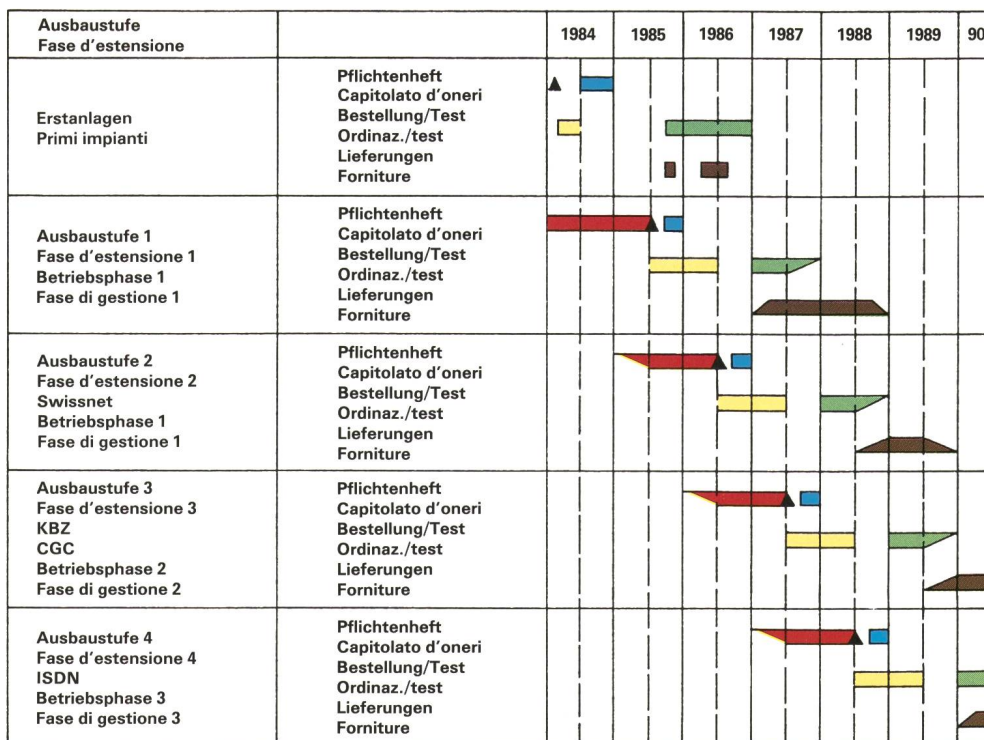 Ausbaustufe
Fase d'estensione
1984 1985 1986 1987 1988 1989 90
Erstanlagen
Primi impianti
Pflichtenheft
Capitolato d'oneri
Bestellung/Test
Ordinaz./test
Lieferungen
Forniture
Ausbaustufe 1
Fase d'estensione 1
Betriebsphase 1
Fase di gestione 1
Pflichtenheft
Capitolato d'oneri
Bestellung/Test
Ordinaz./test
Lieferungen
Forniture
Ausbaustufe 2
Fase d'estensione 2
Swissnet
Betriebsphase 1
Fase di gestione 1
Pflichtenheft
Capitolato d'oneri
Bestellung/Test
Ordinaz./test
Lieferungen
Forniture
Ausbaustufe 3
Fase d'estensione 3
KBZ
CGC
Betriebsphase 2
Fase di gestione 2
Pflichtenheft
Capitolato d'oneri
Bestellung/Test
Ordinaz./test
Lieferungen
Forniture
Ausbaustufe 4
Fase d'estensione 4
ISDN
Betriebsphase 3
Fase di gestione 3
Pflichtenheft
Capitolato d'oneri
Bestellung/Test
Ordinaz./test
Lieferungen
Forniture